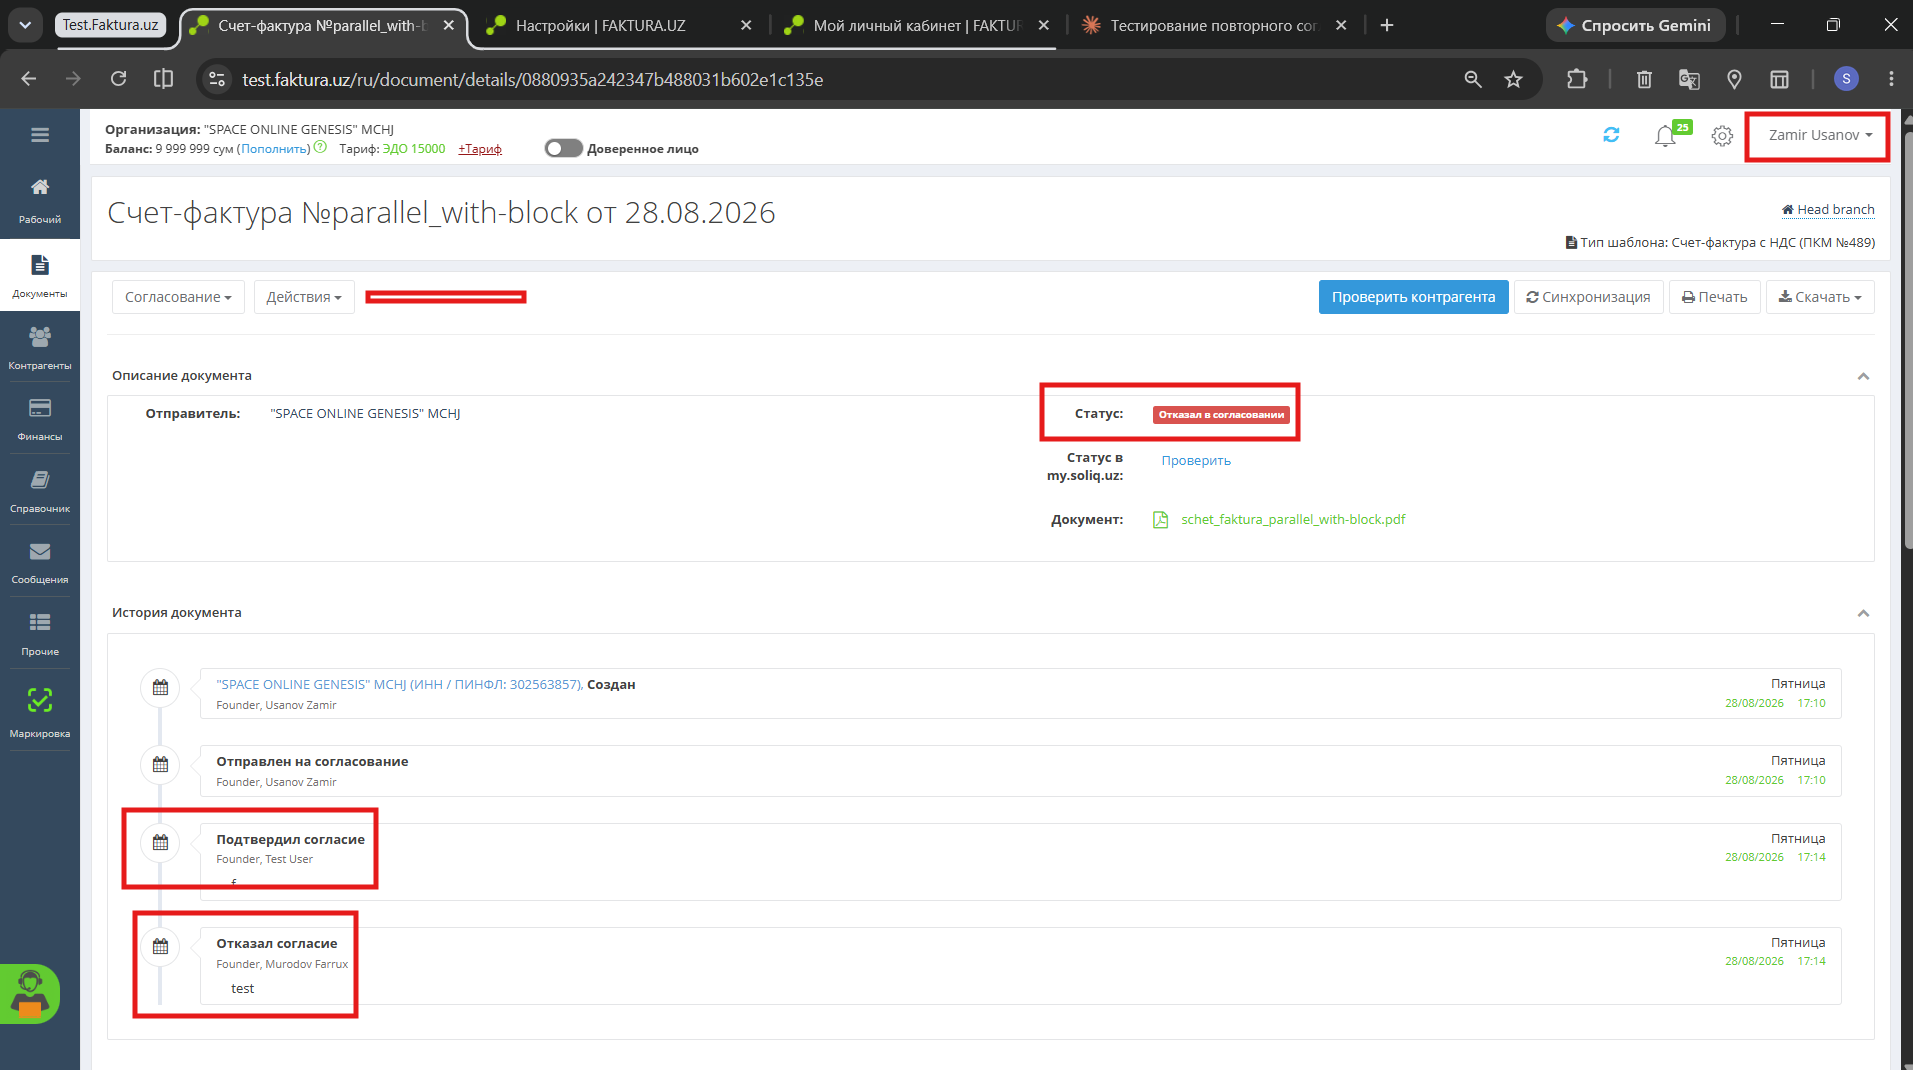 Test.Faktura.uz
Счет-фактура №parallel_with-b
Настройки | FAKTURA.UZ
Мой личный кабинет | FAKTUR
Тестирование повторного сог
Спросить Gemini
test.faktura.uz/ru/document/details/0880935a242347b488031b602e1c135e
S
Организация: "SPACE ONLINE GENESIS" MCHJ
Баланс: 9 999 999 сум (Пополнить) ? Тариф: ЭДО 15000 +Тариф
Доверенное лицо
25
Zamir Usanov
Рабочий
Документы
Контрагенты
Финансы
Справочник
Сообщения
Прочие
Маркировка
Счет-фактура №parallel_with-block от 28.08.2026
Head branch
Тип шаблона: Счет-фактура с НДС (ПКМ №489)
Согласование
Действия
Проверить контрагента
Синхронизация
Печать
Скачать
Описание документа
Отправитель: "SPACE ONLINE GENESIS" MCHJ
Статус: Отказал в согласовании
Статус в my.soliq.uz: Проверить
Документ: schet_faktura_parallel_with-block.pdf
История документа
"SPACE ONLINE GENESIS" MCHJ (ИНН / ПИНФЛ: 302563857), Создан
Founder, Usanov Zamir
Пятница
28/08/2026 17:10
Отправлен на согласование
Founder, Usanov Zamir
Пятница
28/08/2026 17:10
Подтвердил согласие
Founder, Test User
Пятница
28/08/2026 17:14
Отказал согласие
Founder, Murodov Farrux
test
Пятница
28/08/2026 17:14